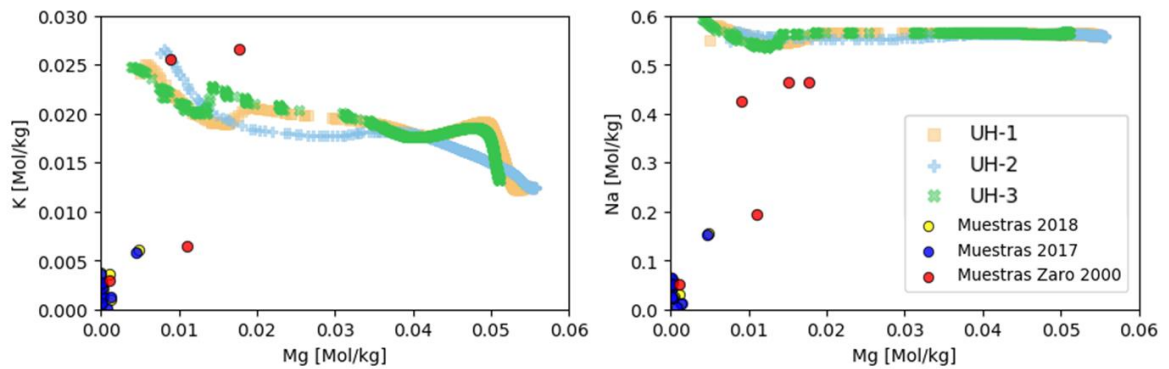 0.030
0.025
0.020
0.015
0.010
0.005
0.000
K [Mol/kg]
0.00 0.01 0.02 0.03 0.04 0.05 0.06
Mg [Mol/kg]
0.6
0.5
0.4
0.3
0.2
0.1
0.0
Na [Mol/kg]
UH-1
UH-2
UH-3
Muestras 2018
Muestras 2017
Muestras Zaro 2000
0.00 0.01 0.02 0.03 0.04 0.05 0.06
Mg [Mol/kg]